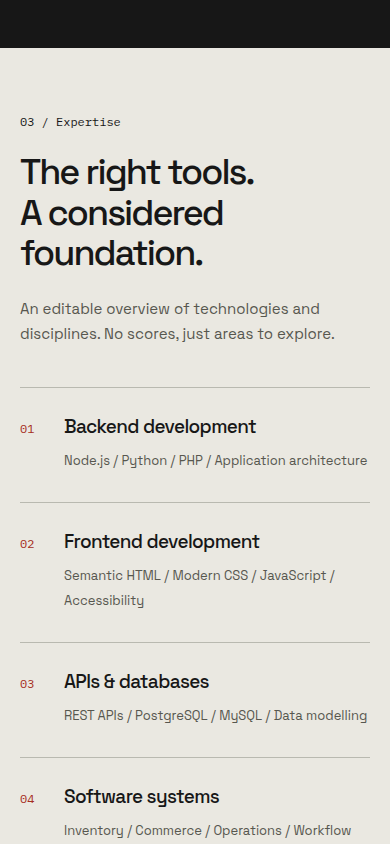 03 / Expertise
The right tools.
A considered
foundation.
An editable overview of technologies and
disciplines. No scores, just areas to explore.
01 Backend development
Node.js / Python / PHP / Application architecture
02 Frontend development
Semantic HTML / Modern CSS / JavaScript /
Accessibility
03 APIs & databases
REST APIs / PostgreSQL / MySQL / Data modelling
04 Software systems
Inventory / Commerce / Operations / Workflow